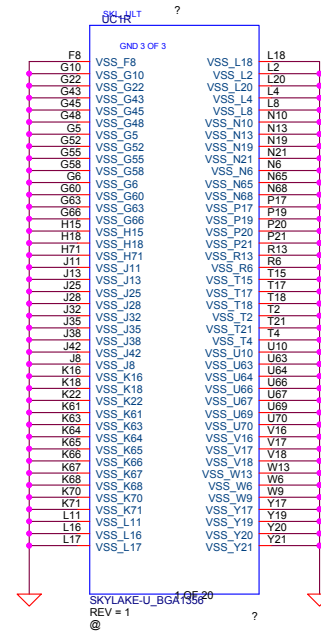 ?
SKL_ULT
UC1R
GND 3 OF 3
F8 VSS_F8 VSS_L18 L18
G10 VSS_G10 VSS_L2 L2
G22 VSS_G22 VSS_L20 L20
G43 VSS_G43 VSS_L4 L4
G45 VSS_G45 VSS_L8 L8
G48 VSS_G48 VSS_N10 N10
G5 VSS_G5 VSS_N13 N13
G52 VSS_G52 VSS_N19 N19
G55 VSS_G55 VSS_N21 N21
G58 VSS_G58 VSS_N6 N6
G6 VSS_G6 VSS_N65 N65
G60 VSS_G60 VSS_N68 N68
G63 VSS_G63 VSS_P17 P17
G66 VSS_G66 VSS_P19 P19
H15 VSS_H15 VSS_P20 P20
H18 VSS_H18 VSS_P21 P21
H71 VSS_H71 VSS_R13 R13
J11 VSS_J11 VSS_R6 R6
J13 VSS_J13 VSS_T15 T15
J25 VSS_J25 VSS_T17 T17
J28 VSS_J28 VSS_T18 T18
J32 VSS_J32 VSS_T2 T2
J35 VSS_J35 VSS_T21 T21
J38 VSS_J38 VSS_T4 T4
J42 VSS_J42 VSS_U10 U10
J8 VSS_J8 VSS_U63 U63
K16 VSS_K16 VSS_U64 U64
K18 VSS_K18 VSS_U66 U66
K22 VSS_K22 VSS_U67 U67
K61 VSS_K61 VSS_U69 U69
K63 VSS_K63 VSS_U70 U70
K64 VSS_K64 VSS_V16 V16
K65 VSS_K65 VSS_V17 V17
K66 VSS_K66 VSS_V18 V18
K67 VSS_K67 VSS_W13 W13
K68 VSS_K68 VSS_W6 W6
K70 VSS_K70 VSS_W9 W9
K71 VSS_K71 VSS_Y17 Y17
L11 VSS_L11 VSS_Y19 Y19
L16 VSS_L16 VSS_Y20 Y20
L17 VSS_L17 VSS_Y21 Y21
1 OF 20
SKYLAKE-U_BGA1356
REV = 1
?
@